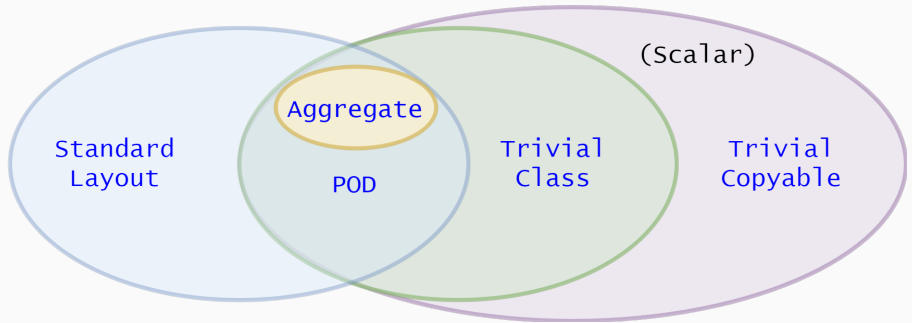 (Scalar)
Aggregate
Standard
Layout
POD
Trivial
Class
Trivial
Copyable